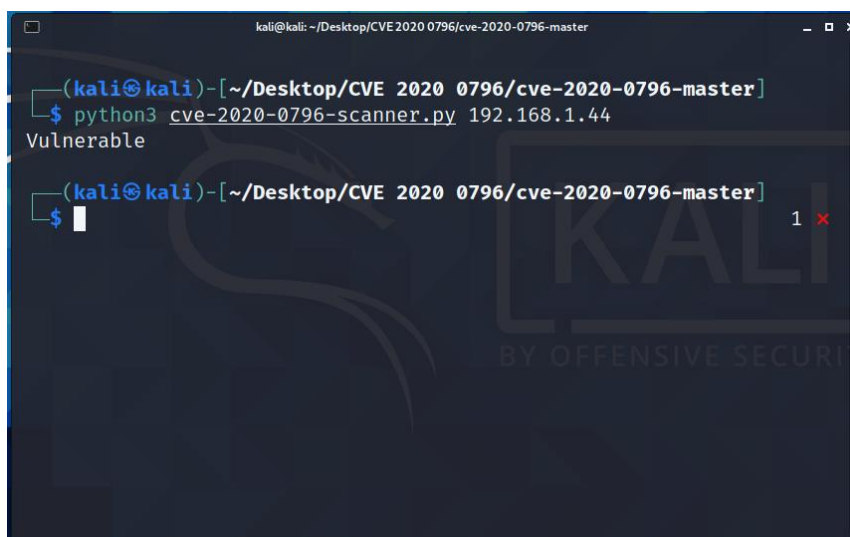 kali@kali: ~/Desktop/CVE 2020 0796/cve-2020-0796-master
(kali㉿kali)-[~/Desktop/CVE 2020 0796/cve-2020-0796-master]
$ python3 cve-2020-0796-scanner.py 192.168.1.44
Vulnerable
(kali㉿kali)-[~/Desktop/CVE 2020 0796/cve-2020-0796-master]
$ 1 ×
KALI
BY OFFENSIVE SECURI